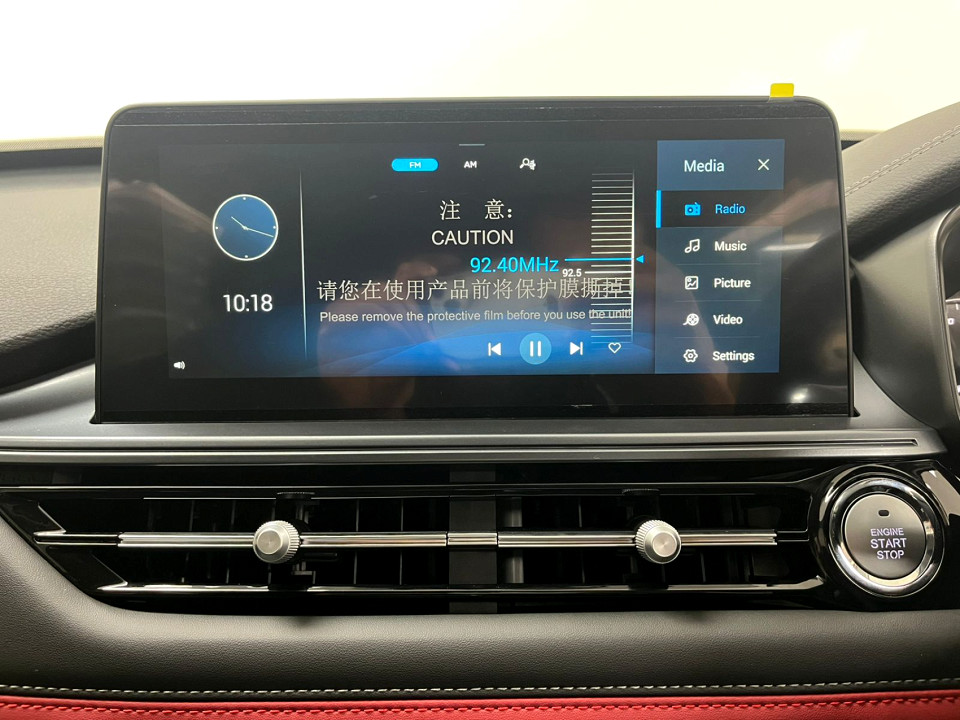 FM
AM
注 意：
CAUTION
92.40MHz
92.5
请您在使用产品前将保护膜撕掉
Please remove the protective film before you use the unit!
10:18
Media
Radio
Music
Picture
Video
Settings
ENGINE
START
STOP